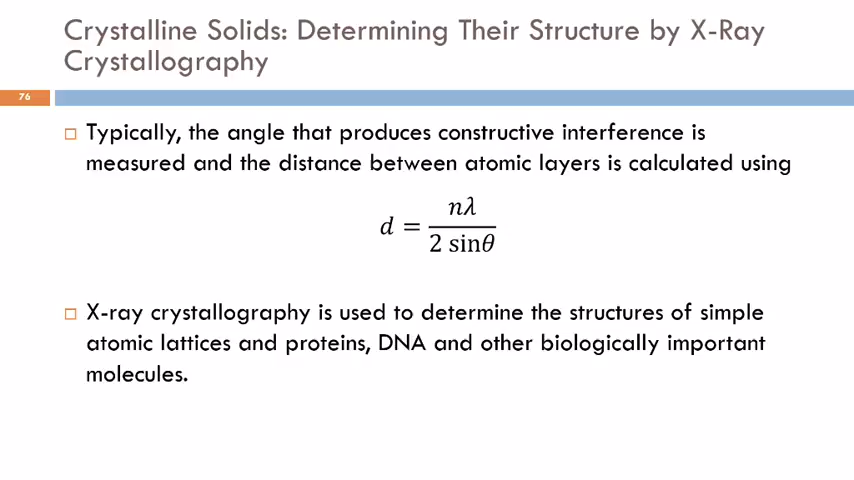 Crystalline Solids: Determining Their Structure by X-Ray
Crystallography
76
Typically, the angle that produces constructive interference is
measured and the distance between atomic layers is calculated using
d = nλ / 2 sinθ
X-ray crystallography is used to determine the structures of simple
atomic lattices and proteins, DNA and other biologically important
molecules.